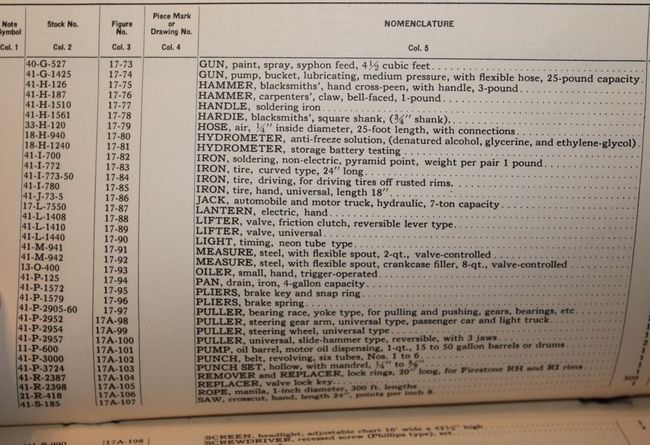 Note Symbol Stock No. Figure No. Piece Mark or Drawing No. NOMENCLATURE
Col. 1 Col. 2 Col. 3 Col. 4 Col. 5
40-G-527 17-73 GUN, paint, spray, syphon feed, 4½ cubic feet
41-G-1425 17-74 GUN, pump, bucket, lubricating, medium pressure, with flexible hose, 25-pound capacity
41-H-126 17-75 HAMMER, blacksmiths', hand cross-peen, with handle, 3-pound
41-H-187 17-76 HAMMER, carpenters', claw, bell-faced, 1-pound
41-H-1510 17-77 HANDLE, soldering iron
41-H-1561 17-78 HARDIE, blacksmiths', square shank, (¾" shank)
33-H-120 17-79 HOSE, air, ¼" inside diameter, 25-foot length, with connections
18-H-940 17-80 HYDROMETER, anti-freeze solution, (denatured alcohol, glycerine, and ethylene-glycol)
18-H-1240 17-81 HYDROMETER, storage battery testing
41-I-700 17-82 IRON, soldering, non-electric, pyramid point, weight per pair 1 pound
41-I-772 17-83 IRON, tire, curved type, 24" long
41-I-773-50 17-84 IRON, tire, driving, for driving tires off rusted rims
41-I-780 17-85 IRON, tire, hand, universal, length 18"
41-J-73-5 17-86 JACK, automobile and motor truck, hydraulic, 7-ton capacity
17-L-7550 17-87 LANTERN, electric, hand
41-L-1408 17-88 LIFTER, valve, friction clutch, reversible lever type
41-L-1410 17-89 LIFTER, valve, universal
41-L-1440 17-90 LIGHT, timing, neon tube type
41-M-941 17-91 MEASURE, steel, with flexible spout, 2-qt., valve-controlled
41-M-942 17-92 MEASURE, steel, with flexible spout, crankcase filler, 8-qt., valve-controlled
13-O-400 17-93 OILER, small, hand, trigger-operated
41-P-125 17-94 PAN, drain, iron, 4-gallon capacity
41-P-1572 17-95 PLIERS, brake key and snap ring
41-P-1579 17-96 PLIERS, brake spring
41-P-2905-60 17-97 PULLER, bearing race, yoke type, for pulling and pushing, gears, bearings, etc
41-P-2952 17A-98 PULLER, steering gear arm, universal type, passenger car and light truck
41-P-2954 17A-99 PULLER, steering wheel, universal type
41-P-2957 17A-100 PULLER, universal, slide-hammer type, reversible, with 3 jaws
41-P-600 17A-101 PUMP, oil barrel, motor oil dispensing, 1-qt., 15 to 50 gallon barrels or drums
41-P-3000 17A-102 PUNCH, belt, revolving, six tubes, Nos. 1 to 6
41-P-3724 17A-103 PUNCH SET, hollow, with mandrel, ¼" to ⅝"
41-R-2387 17A-104 REMOVER and REPLACER, lock rings, 20" long, for Firestone RH and RI rims
41-R-2398 17A-105 REPLACER, valve lock key
21-R-418 17A-106 ROPE, manila, 1-inch diameter, 300 ft. lengths 300
41-S-185 17A-107 SAW, crosscut, hand, length 24", points per inch 8
17A-108 SCREEN, headlight, adjustable chart 10' wide x high
SCREWDRIVER, recessed screw (Phillips type), set